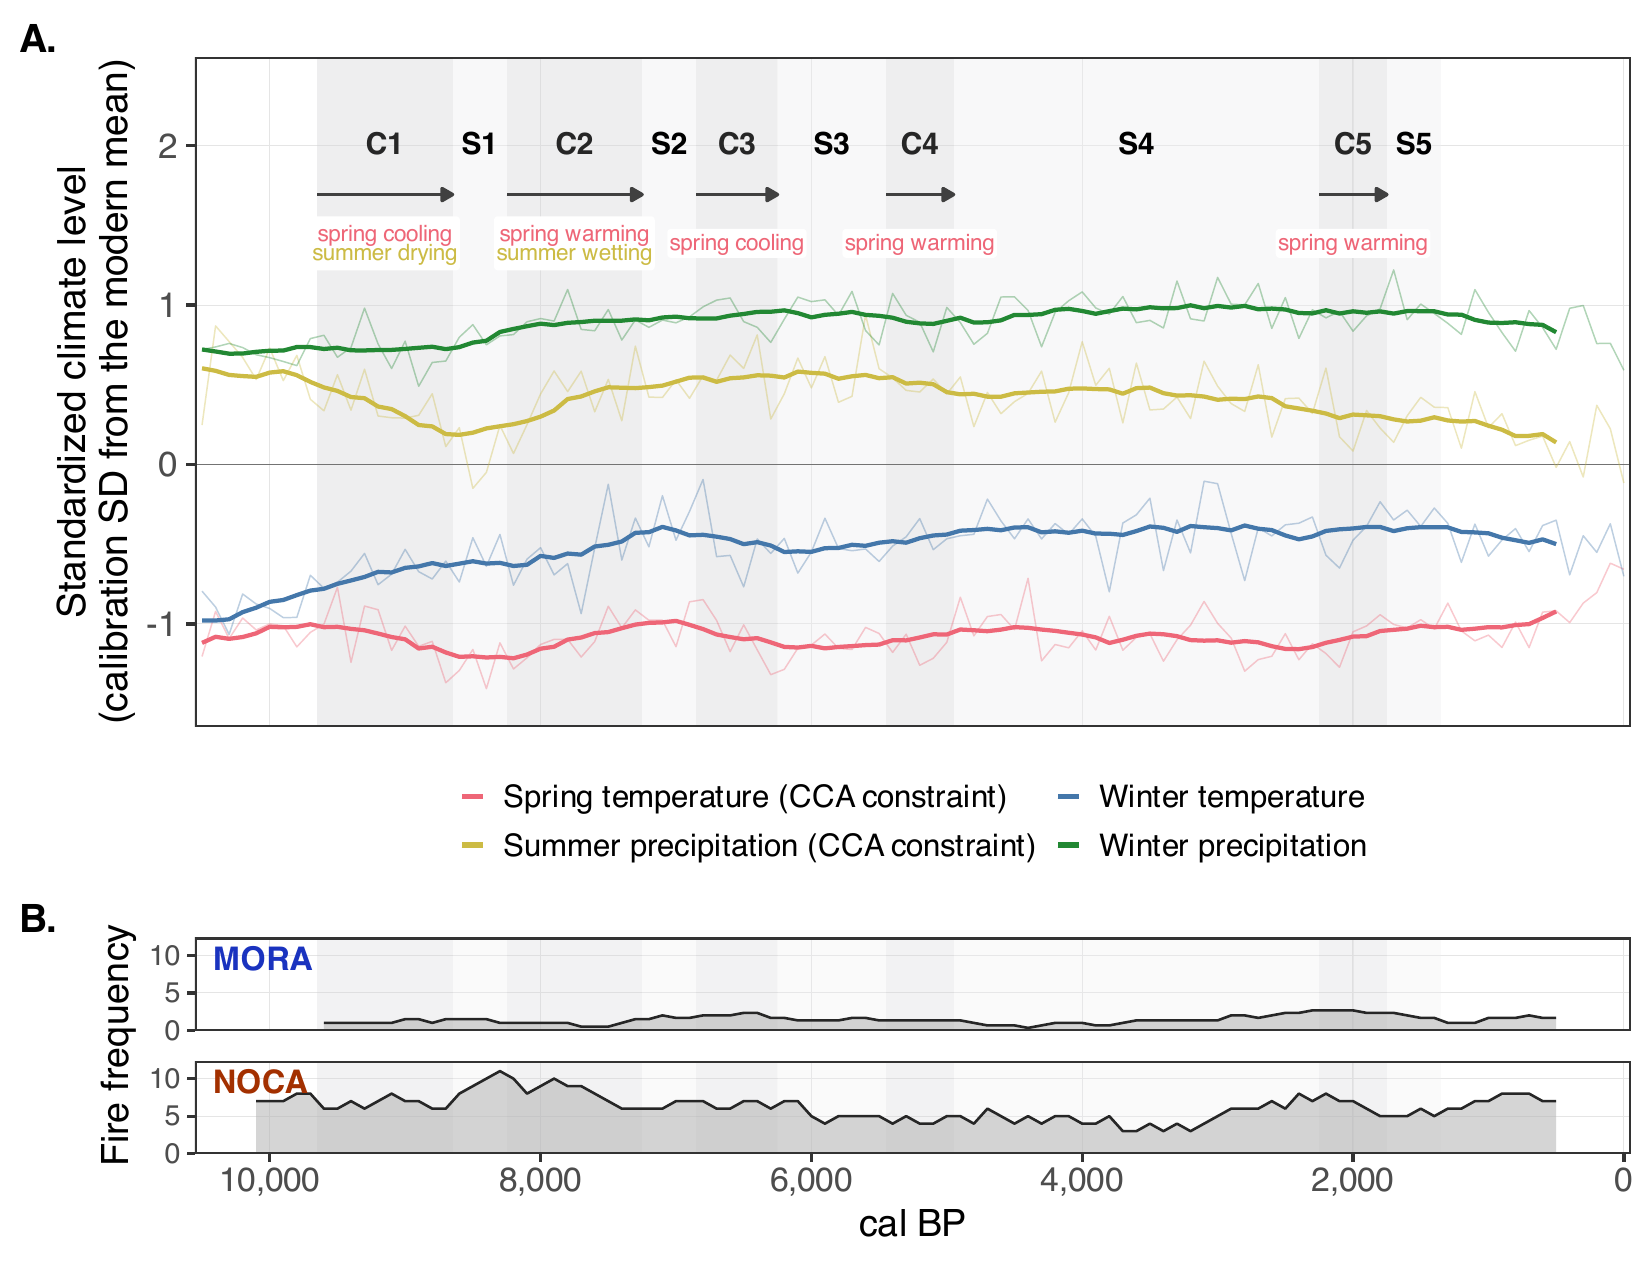 A.
Standardized climate level
(calibration SD from the modern mean)
2
1
0
-1
C1 S1 C2 S2 C3 S3 C4 S4 C5 S5
spring cooling
summer drying
spring warming
summer wetting
spring cooling
spring warming
spring warming
Spring temperature (CCA constraint)
Winter temperature
Summer precipitation (CCA constraint)
Winter precipitation
B.
Fire frequency
10
5
0
MORA
10
5
0
NOCA
10,000 8,000 6,000 4,000 2,000 0
cal BP